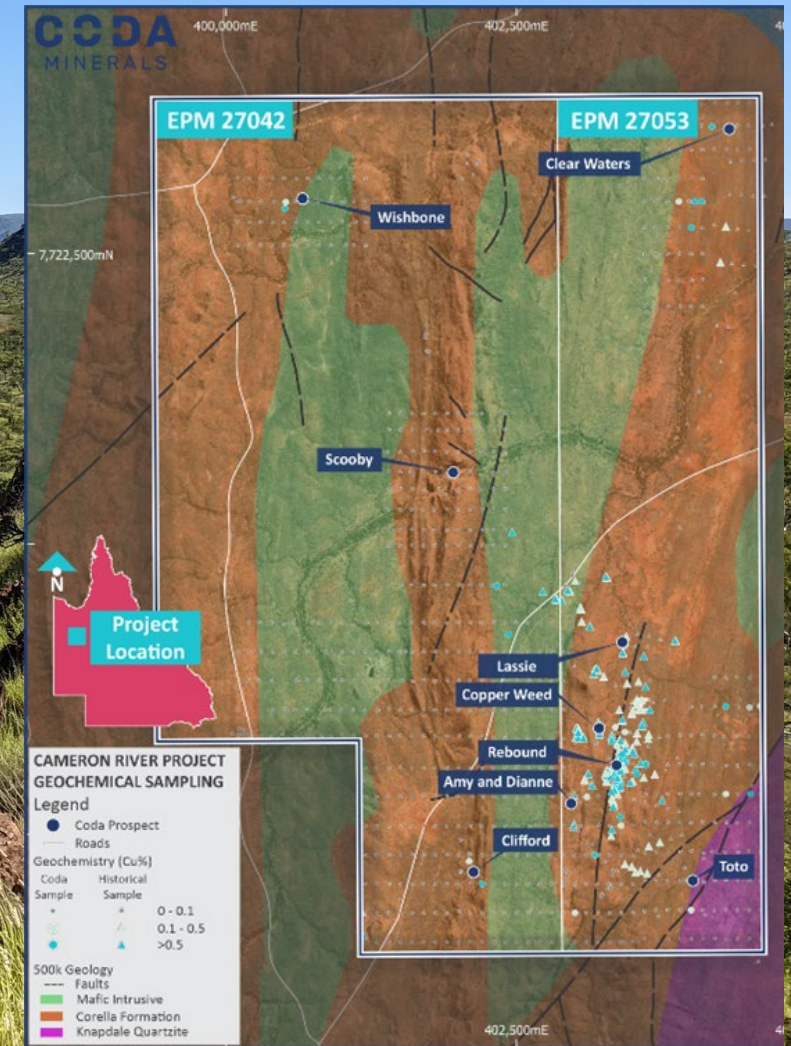 CODA
MINERALS
400,000mE
402,500mE
EPM 27042
EPM 27053
Clear Waters
Wishbone
7,722,500mN
Scooby
N
Project
Location
Lassie
Copper Weed
Rebound
Amy and Dianne
Clifford
Toto
CAMERON RIVER PROJECT
GEOCHEMICAL SAMPLING
Legend
Coda Prospect
Roads
Geochemistry (Cu%)
Coda Historical
Sample Sample
0 - 0.1
0.1 - 0.5
>0.5
500k Geology
Faults
Mafic Intrusive
Corella Formation
Knapdale Quartzite
402,500mE